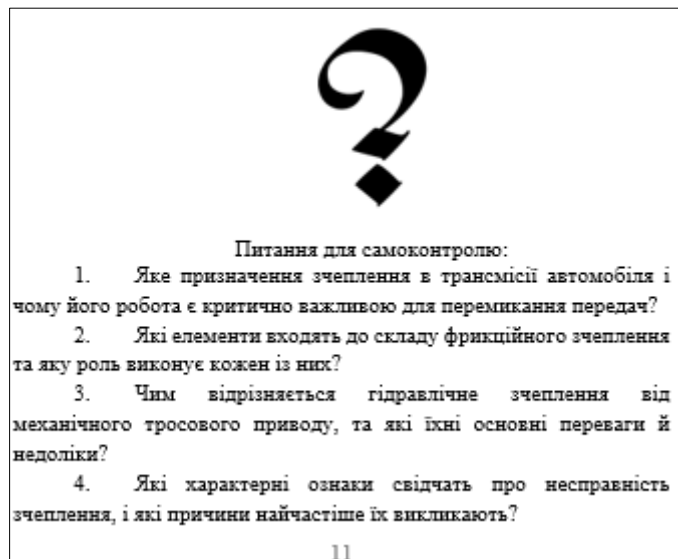 ?
Питання для самоконтролю:
1. Яке призначення зчеплення в трансмісії автомобіля і
чому його робота є критично важливою для перемикання передач?
2. Які елементи входять до складу фрикційного зчеплення
та яку роль виконує кожен із них?
3. Чим відрізняється гідравлічне зчеплення від
механічного тросового приводу, та які їхні основні переваги й
недоліки?
4. Які характерні ознаки свідчать про несправність
зчеплення, і які причини найчастіше їх викликають?
11